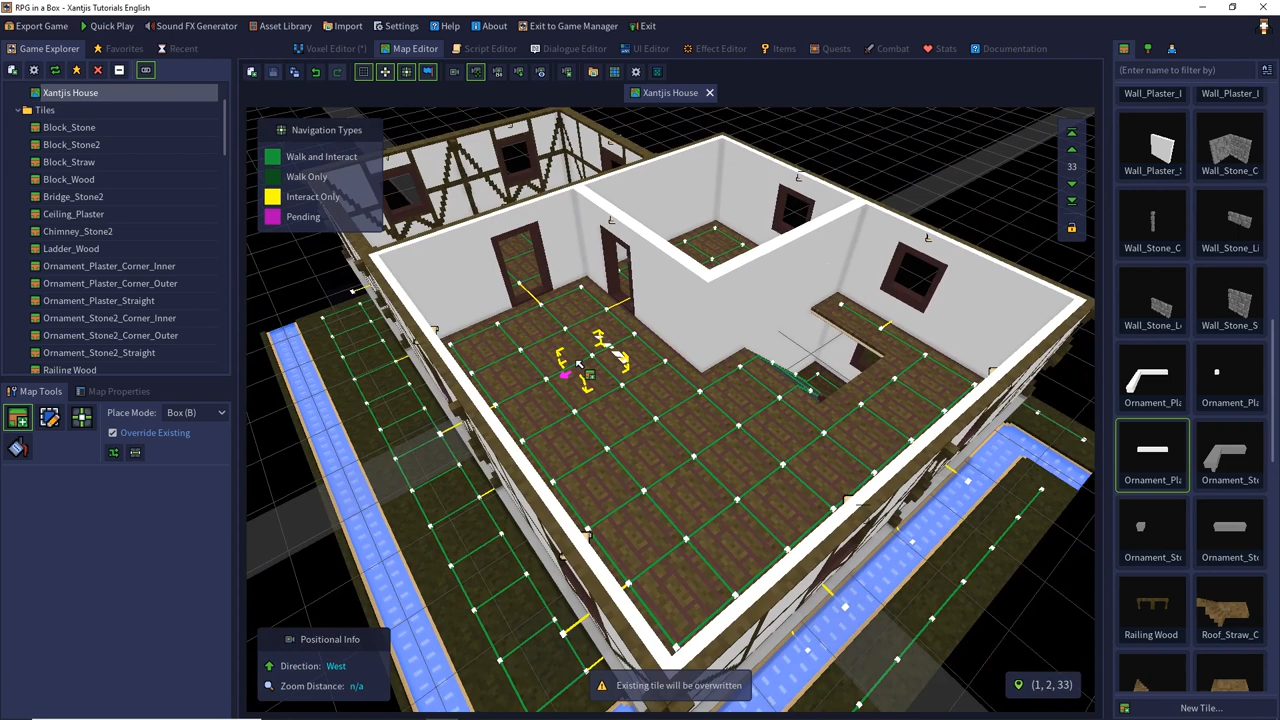 RPG in a Box — Xantjis Tutorials English
Export Game
Quick Play
Sound FX Generator
Asset Library
Import
Settings
Help
About
Exit to Game Manager
Exit
Game Explorer
Favorites
Recent
Voxel Editor (*)
Map Editor
Script Editor
Dialogue Editor
UI Editor
Effect Editor
Items
Quests
Combat
Stats
Documentation
Xantjis House
Tiles
Block_Stone
Block_Stone2
Block_Straw
Block_Wood
Bridge_Stone2
Ceiling_Plaster
Chimney_Stone2
Ladder_Wood
Ornament_Plaster_Corner_Inner
Ornament_Plaster_Corner_Outer
Ornament_Plaster_Straight
Ornament_Stone2_Corner_Inner
Ornament_Stone2_Corner_Outer
Ornament_Stone2_Straight
Railing Wood
Map Tools
Map Properties
Place Mode:
Box (B)
Override Existing
Xantjis House
Navigation Types
Walk and Interact
Walk Only
Interact Only
Pending
33
Positional Info
Direction: West
Zoom Distance: n/a
Existing tile will be overwritten
(1, 2, 33)
(Enter name to filter by)
Wall_Plaster_I
Wall_Plaster_I
Wall_Plaster_S
Wall_Stone_C
Wall_Stone_C
Wall_Stone_Li
Wall_Stone_Lo
Wall_Stone_S
Ornament_Pla
Ornament_Pla
Ornament_Pla
Ornament_Sto
Ornament_Sto
Ornament_Sto
Railing Wood
Roof_Straw_C
New Tile...